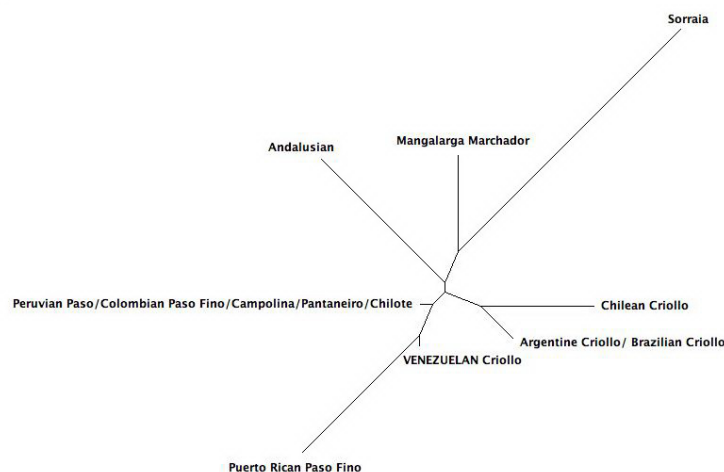 Sorraia
Mangalarga Marchador
Andalusian
Peruvian Paso/Colombian Paso Fino/Campolina/Pantaneiro/Chilote
Chilean Criollo
Argentine Criollo/ Brazilian Criollo
VENEZUELAN Criollo
Puerto Rican Paso Fino